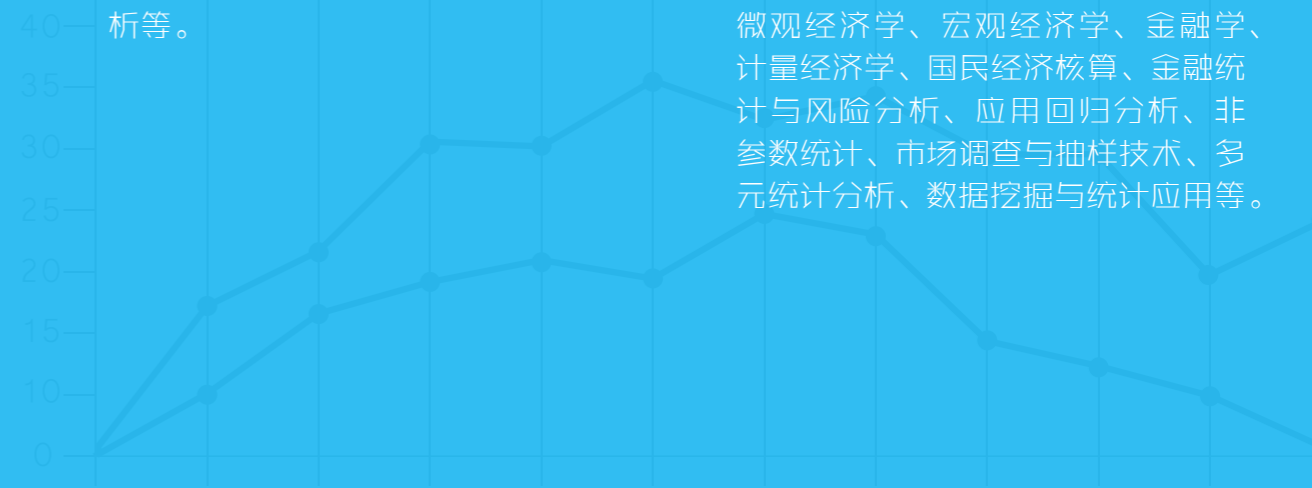 析等。
微观经济学、宏观经济学、金融学、
计量经济学、国民经济核算、金融统
计与风险分析、应用回归分析、非
参数统计、市场调查与抽样技术、多
元统计分析、数据挖掘与统计应用等。
40
35
30
25
20
15
10
0